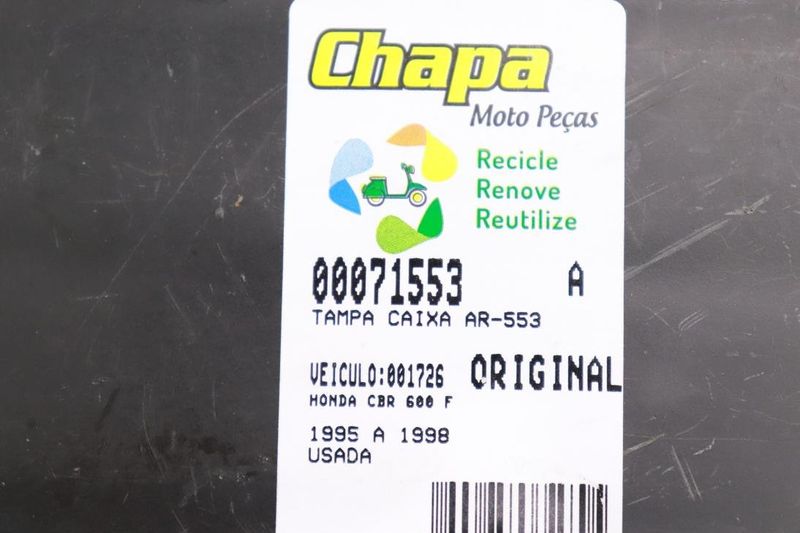 Chapa
Moto Peças
Recicle
Renove
Reutilize
00071553 A
TAMPA CAIXA AR-553
VEICULO:001726 ORIGINAL
HONDA CBR 600 F
1995 A 1998
USADA